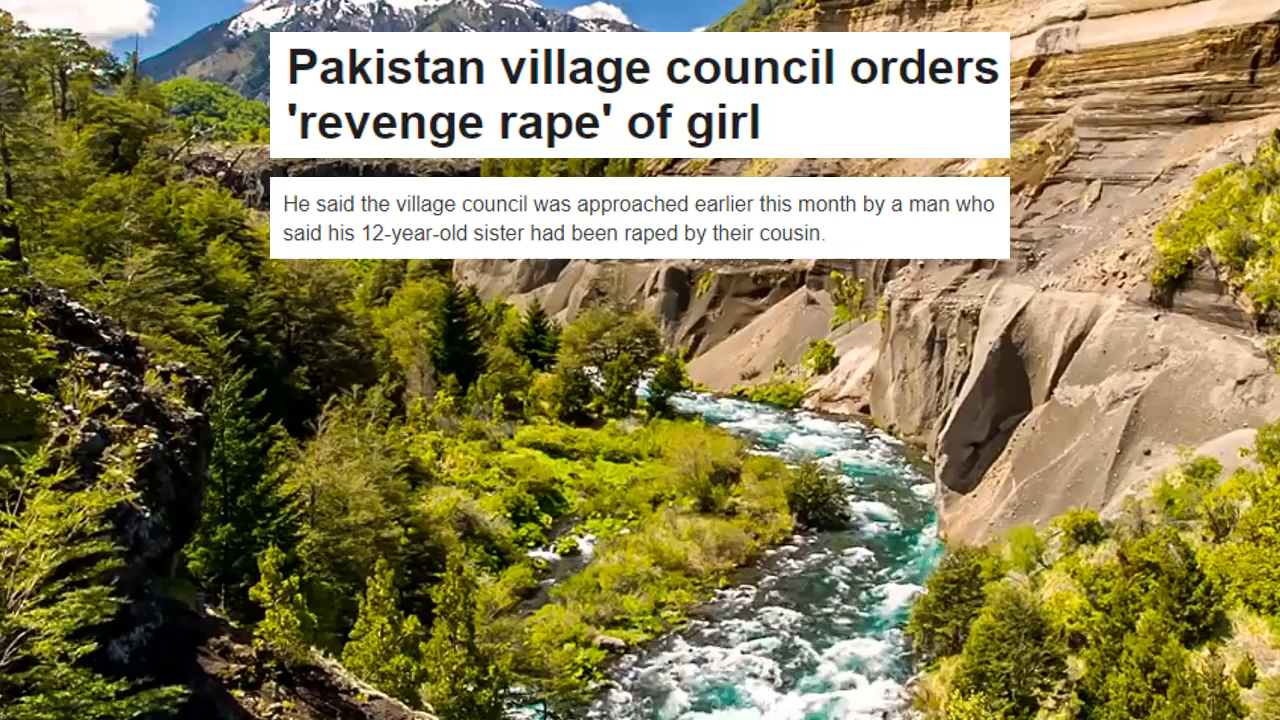 Pakistan village council orders
'revenge rape' of girl
He said the village council was approached earlier this month by a man who
said his 12-year-old sister had been raped by their cousin.